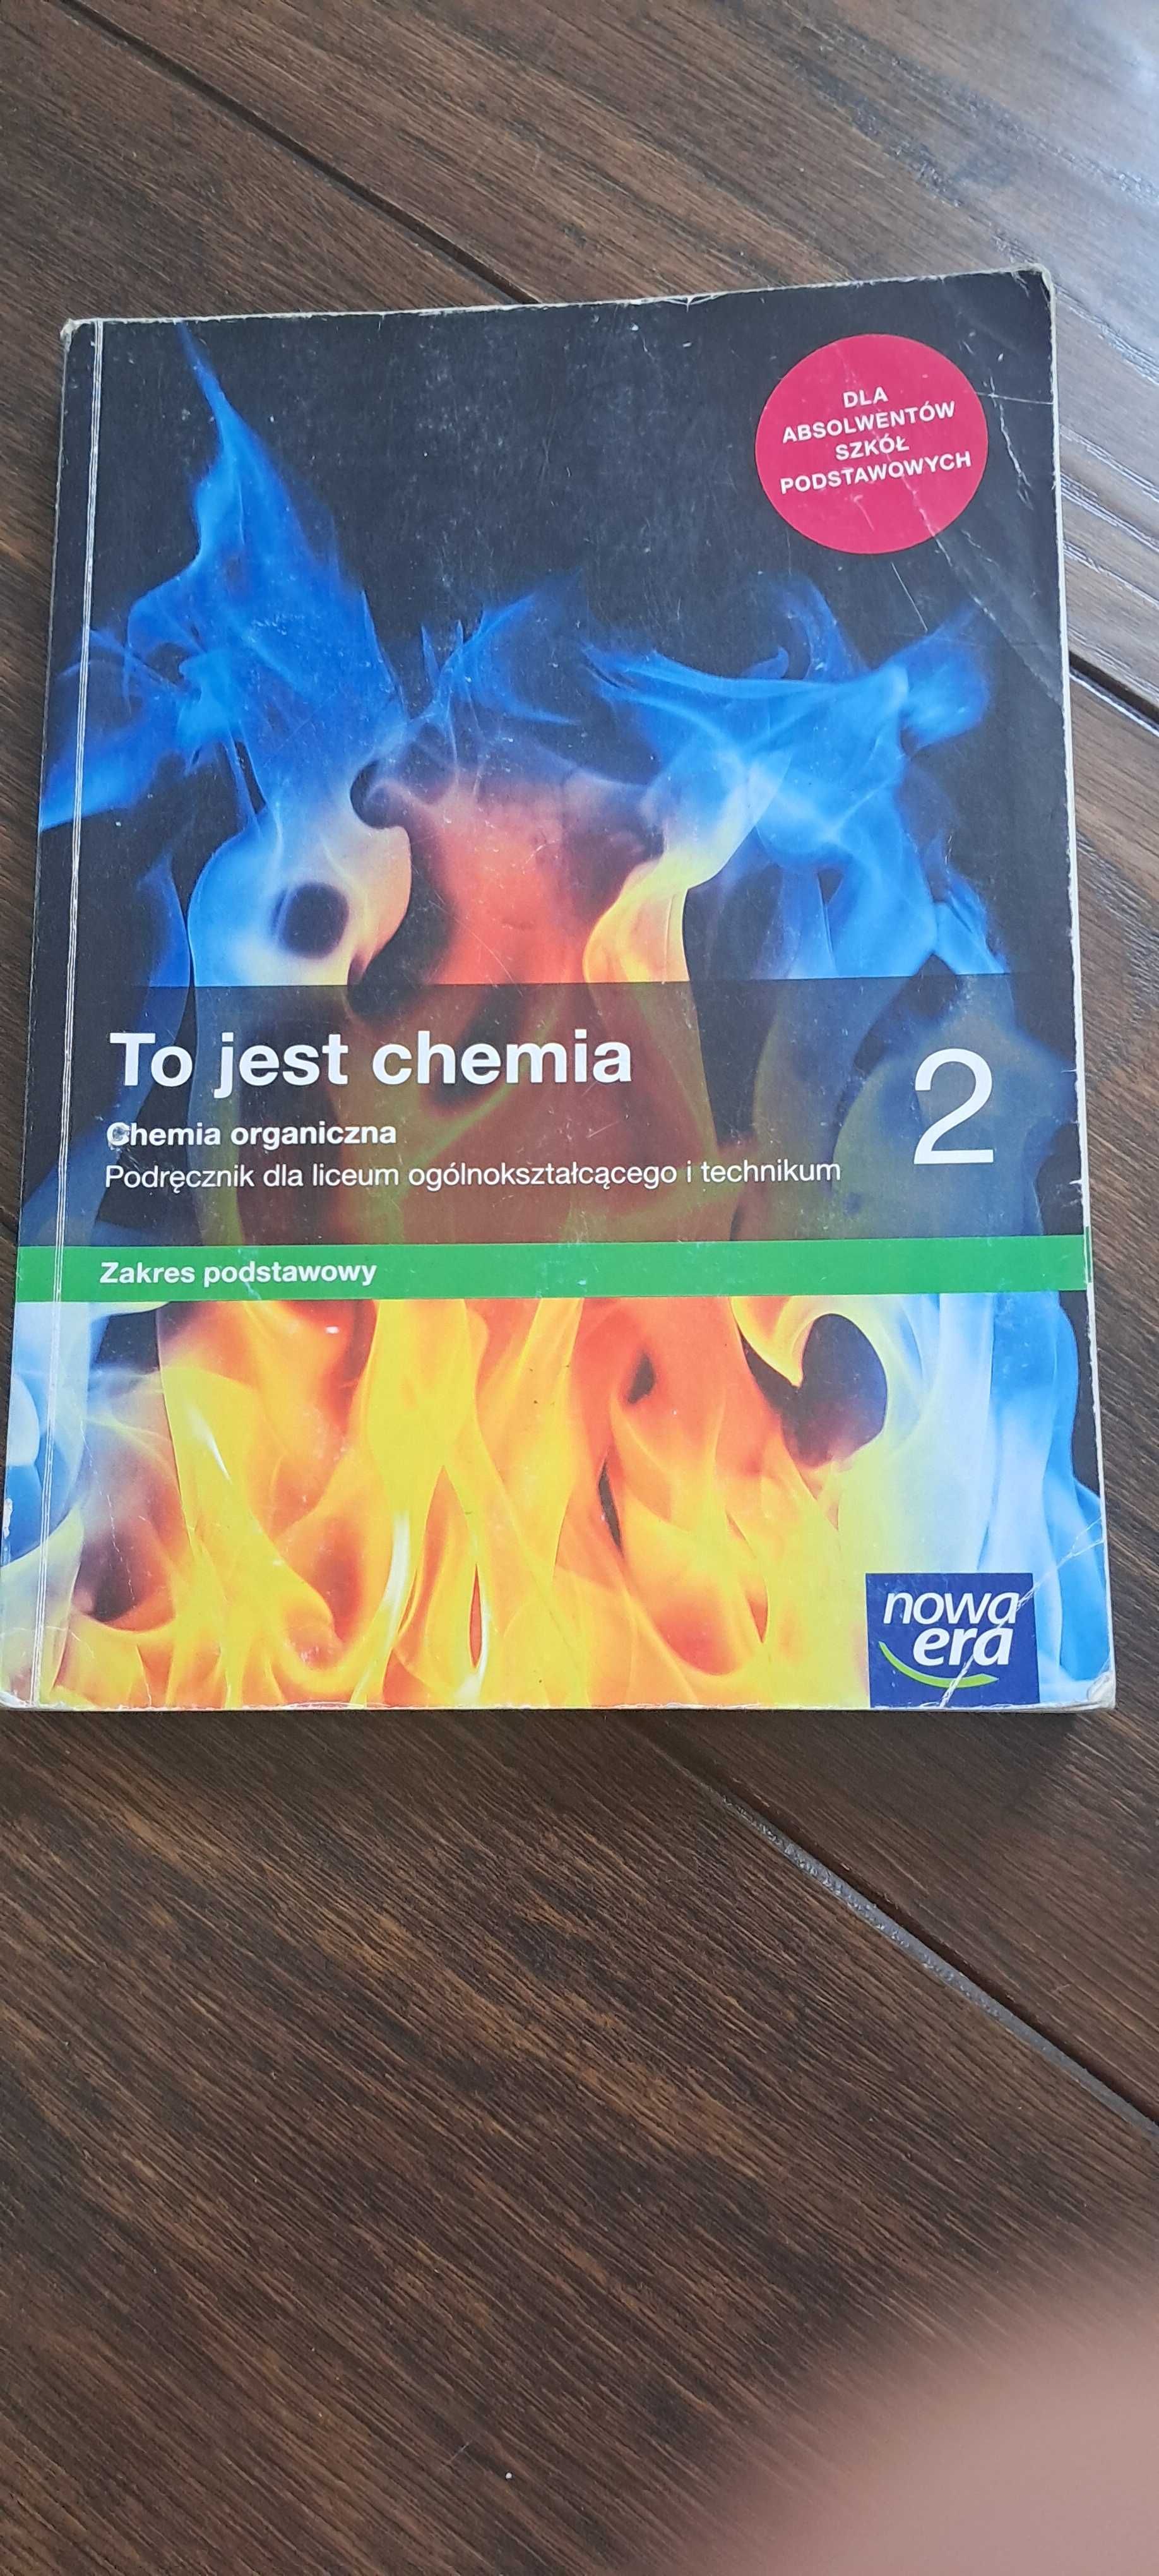 DLA
ABSOLWENTÓW
SZKÓŁ
PODSTAWOWYCH
To jest chemia
2
Chemia organiczna
Podręcznik dla liceum ogólnokształcącego i technikum
Zakres podstawowy
nowa
era